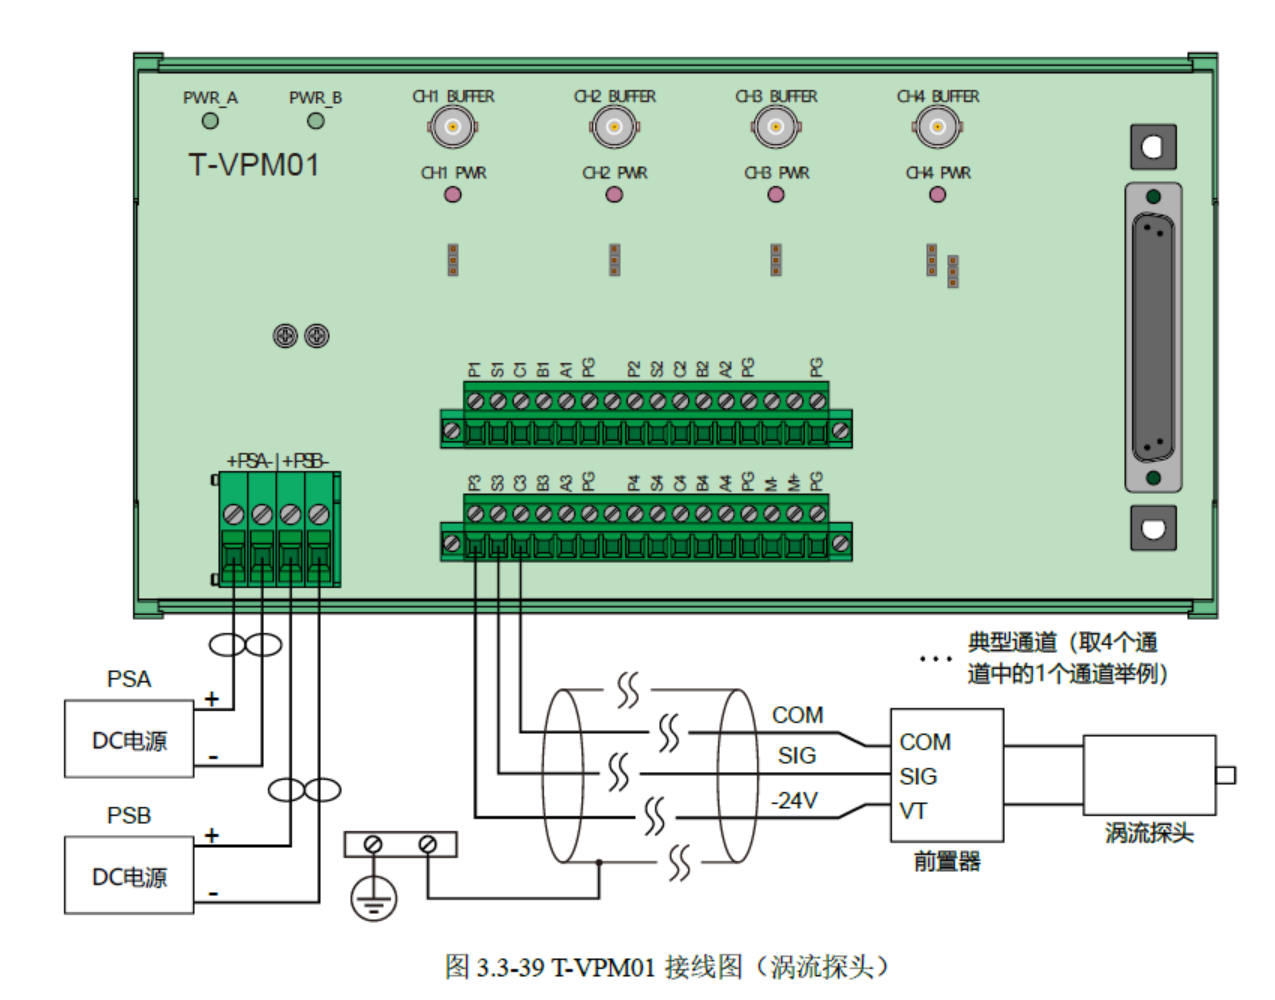 PWR_A PWR_B CH1 BUFFER CH2 BUFFER CH3 BUFFER CH4 BUFFER
T-VPM01
CH1 PWR CH2 PWR CH3 PWR CH4 PWR
P1 S1 C1 B1 A1 PG P2 S2 C2 B2 A2 PG PG
+PSA-|+PSB-
P3 S3 C3 B3 A3 PG P4 S4 C4 B4 A4 PG M- M+ PG
… 典型通道（取4个通
道中的1个通道举例）
PSA
+
DC电源
-
PSB
+
DC电源
-
COM
SIG
-24V
COM
SIG
VT
前置器
涡流探头
图 3.3-39 T-VPM01 接线图（涡流探头）